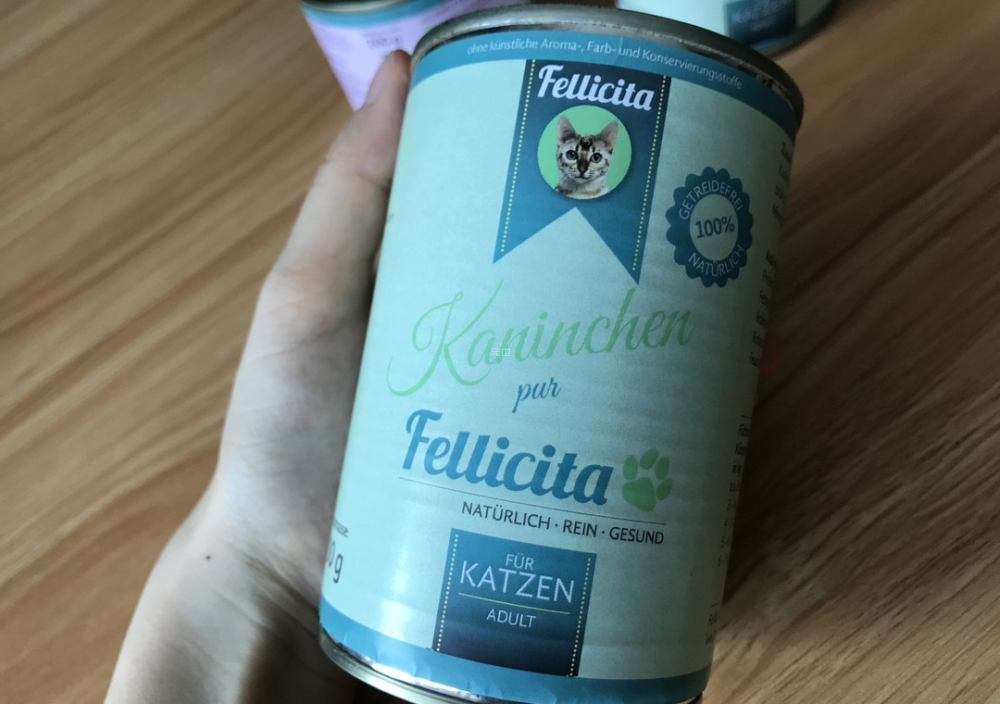 ohne künstliche Aroma-, Farb- und Konservierungsstoffe
Fellicita
GETREIDEFREI
100%
NATÜRLICH
Kaninchen
pur
Fellicita
NATÜRLICH · REIN · GESUND
FÜR
KATZEN
ADULT